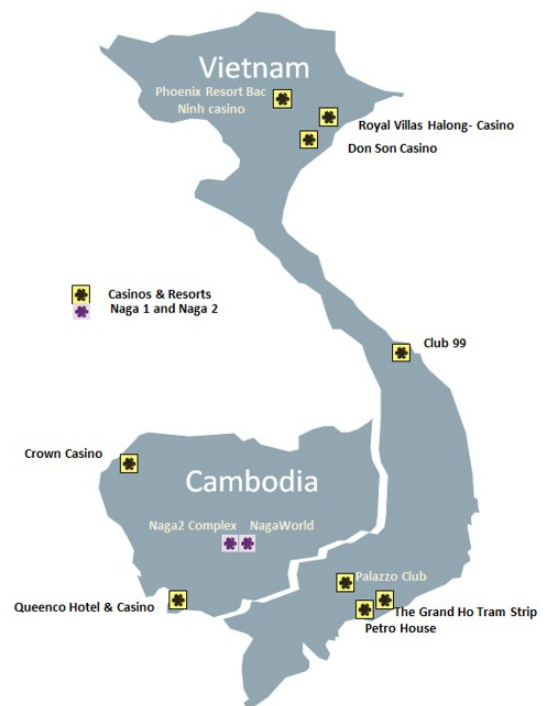 Vietnam
Phoenix Resort Bac
Ninh casino
Royal Villas Halong- Casino
Don Son Casino
Casinos & Resorts
Naga 1 and Naga 2
Club 99
Crown Casino
Cambodia
Naga2 Complex
NagaWorld
Palazzo Club
Queenco Hotel & Casino
The Grand Ho Tram Strip
Petro House